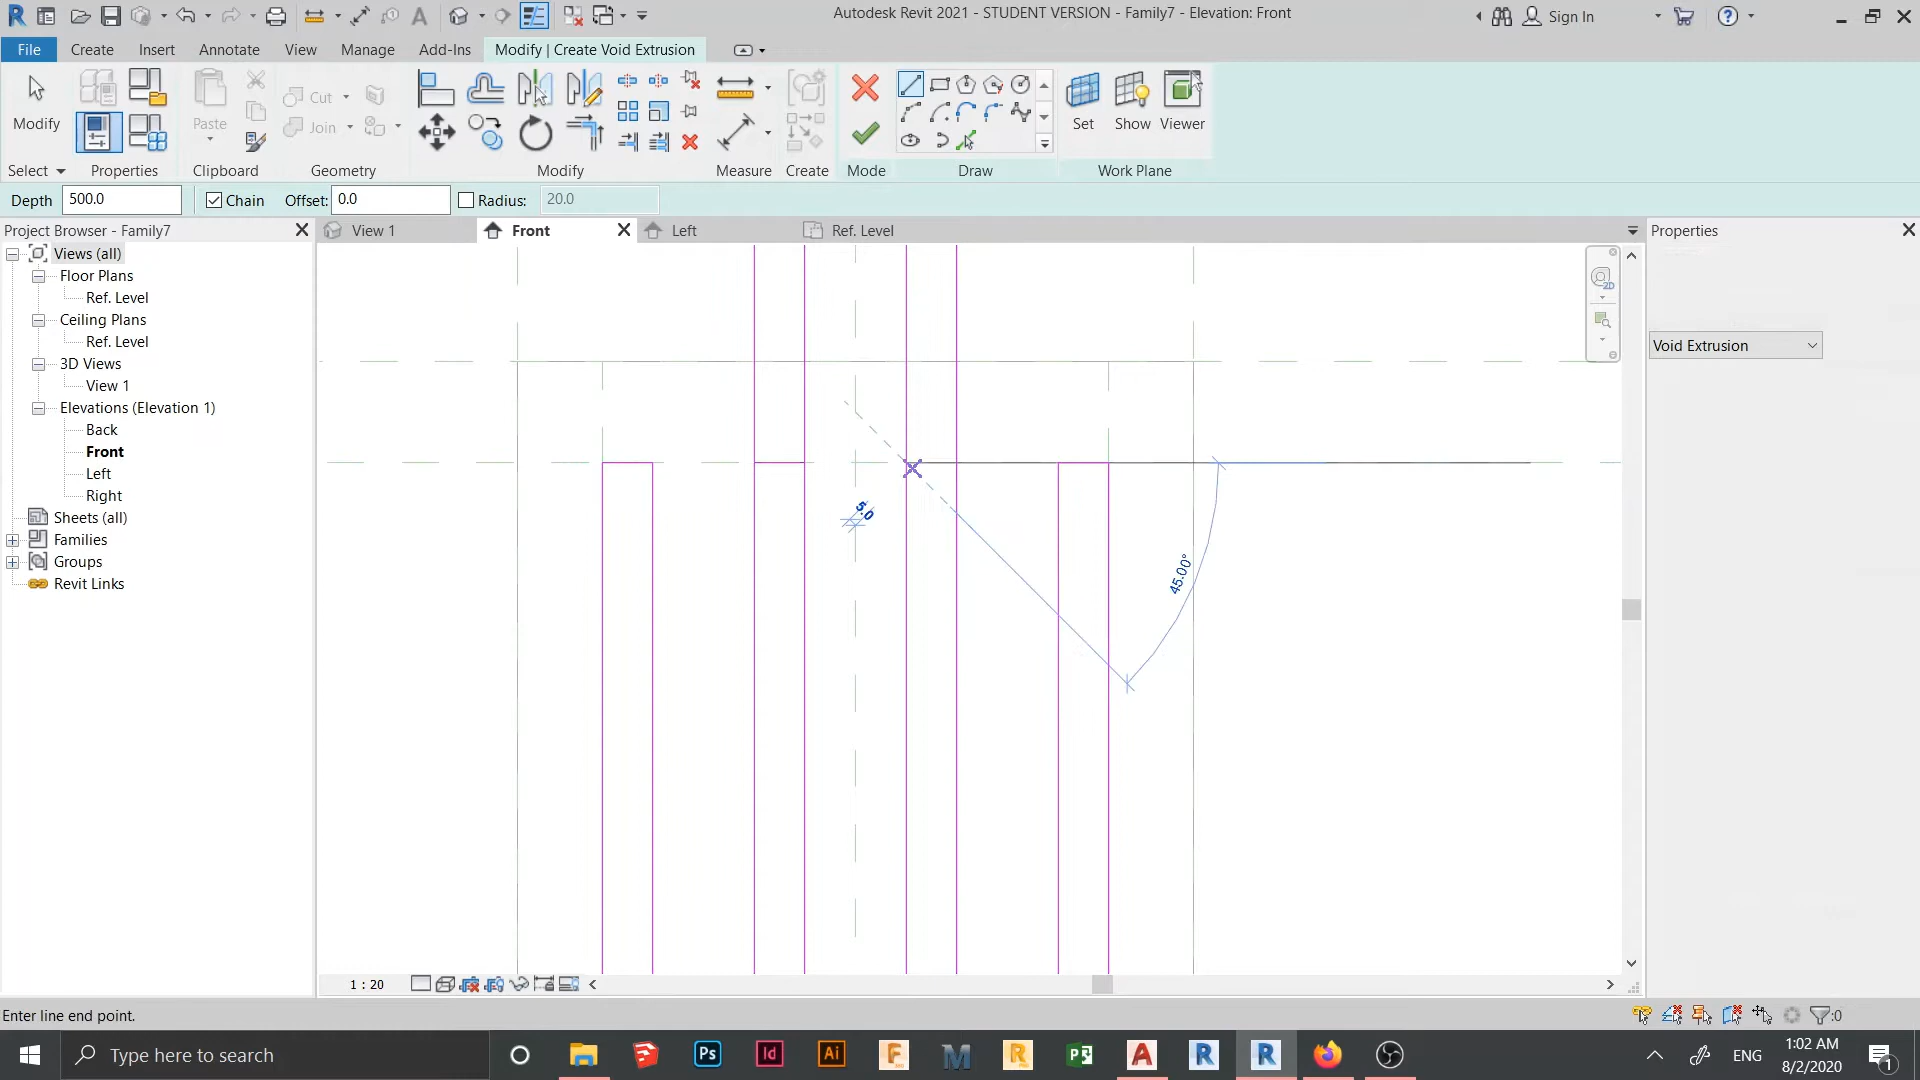 Autodesk Revit 2021 - STUDENT VERSION - Family7 - Elevation: Front
Sign In
File
Create
Insert
Annotate
View
Manage
Add-Ins
Modify | Create Void Extrusion
Modify
Paste
Cut
Join
Set
Show
Viewer
Select
Properties
Clipboard
Geometry
Modify
Measure
Create
Mode
Draw
Work Plane
Depth 500.0
Chain
Offset: 0.0
Radius: 20.0
Project Browser - Family7
View 1
Front
Left
Ref. Level
Properties
Views (all)
Floor Plans
Ref. Level
Ceiling Plans
Ref. Level
3D Views
View 1
Elevations (Elevation 1)
Back
Front
Left
Right
Sheets (all)
Families
Groups
Revit Links
2D
Void Extrusion
5.0
45.00°
1 : 20
Enter line end point.
:0
Type here to search
Ps
Id
Ai
ENG
1:02 AM
8/2/2020
1